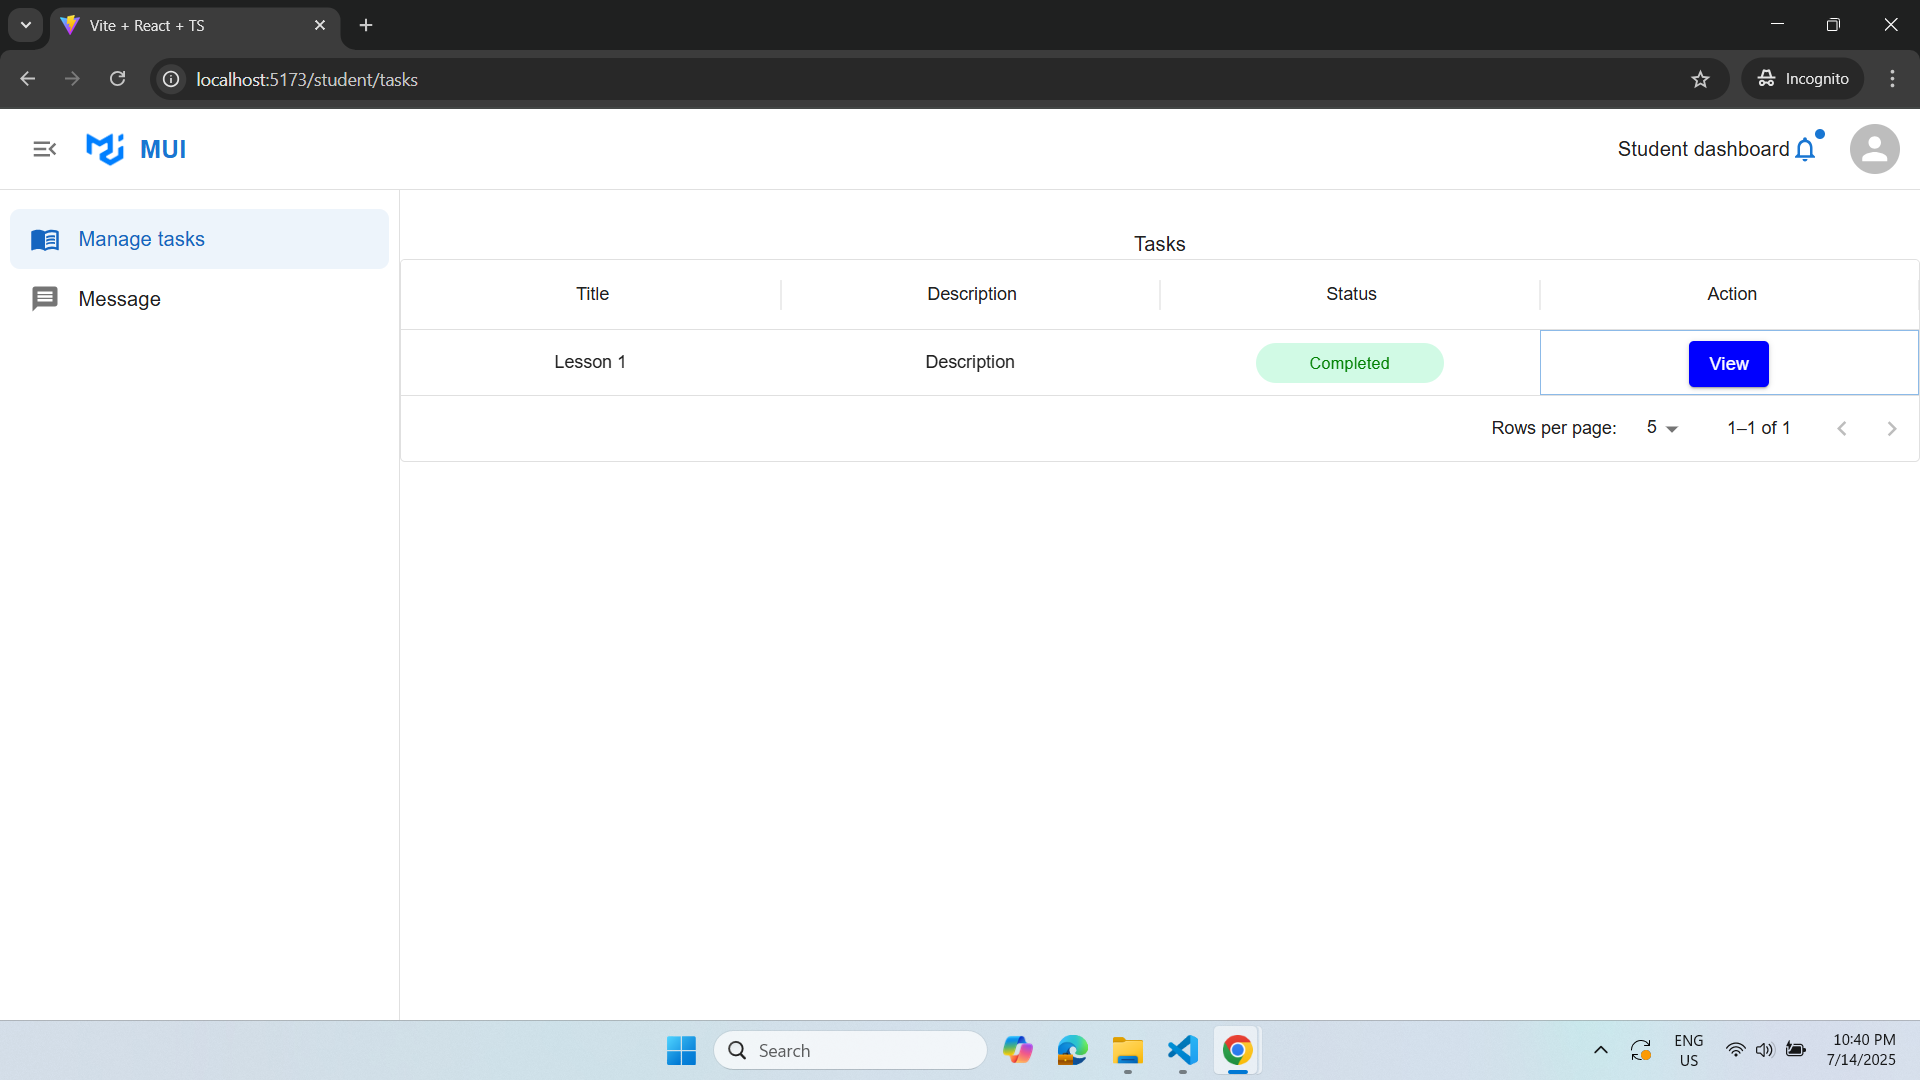 Vite + React + TS
localhost:5173/student/tasks
Incognito
MUI
Student dashboard
Manage tasks
Message
Tasks
Title Description Status Action
Lesson 1 Description Completed View
Rows per page: 5 1–1 of 1
Search
ENG
US
10:40 PM
7/14/2025